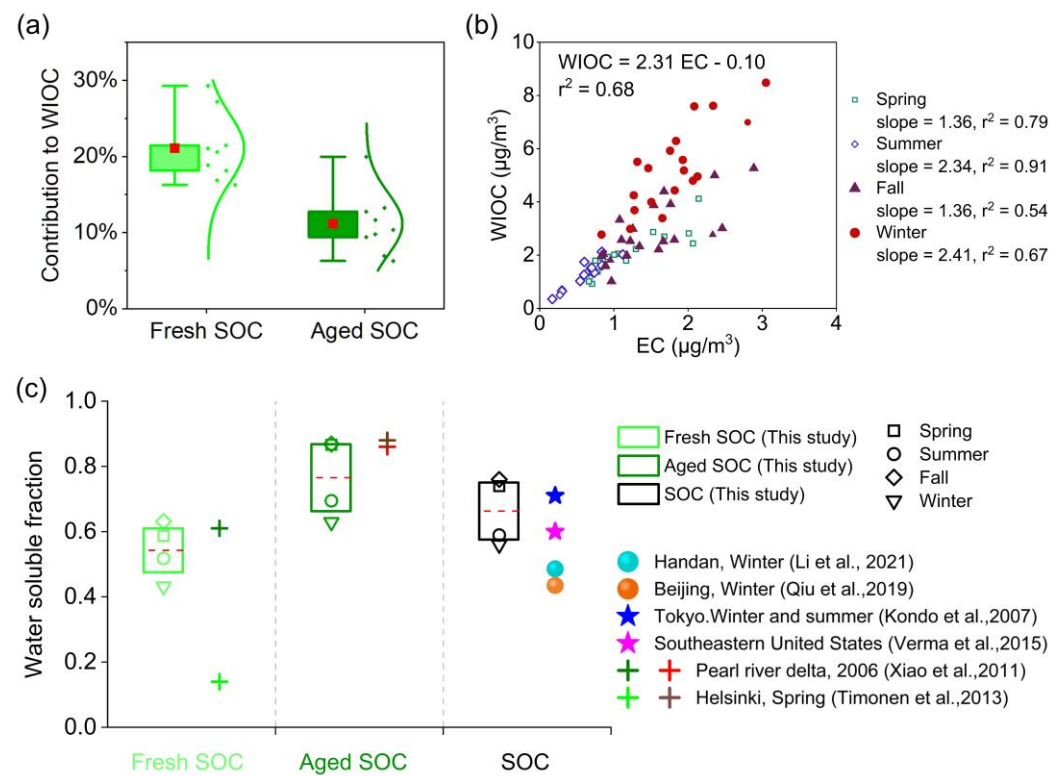 (a)
Contribution to WIOC
30%
20%
10%
0%
Fresh SOC
Aged SOC
(b)
WIOC (μg/m³)
10
8
6
4
2
0
WIOC = 2.31 EC - 0.10
r² = 0.68
0
1
2
3
4
EC (μg/m³)
Spring
slope = 1.36, r² = 0.79
Summer
slope = 2.34, r² = 0.91
Fall
slope = 1.36, r² = 0.54
Winter
slope = 2.41, r² = 0.67
(c)
Water soluble fraction
1.0
0.8
0.6
0.4
0.2
0.0
Fresh SOC
Aged SOC
SOC
Fresh SOC (This study)
Aged SOC (This study)
SOC (This study)
Spring
Summer
Fall
Winter
Handan, Winter (Li et al., 2021)
Beijing, Winter (Qiu et al.,2019)
Tokyo.Winter and summer (Kondo et al.,2007)
Southeastern United States (Verma et al.,2015)
Pearl river delta, 2006 (Xiao et al.,2011)
Helsinki, Spring (Timonen et al.,2013)